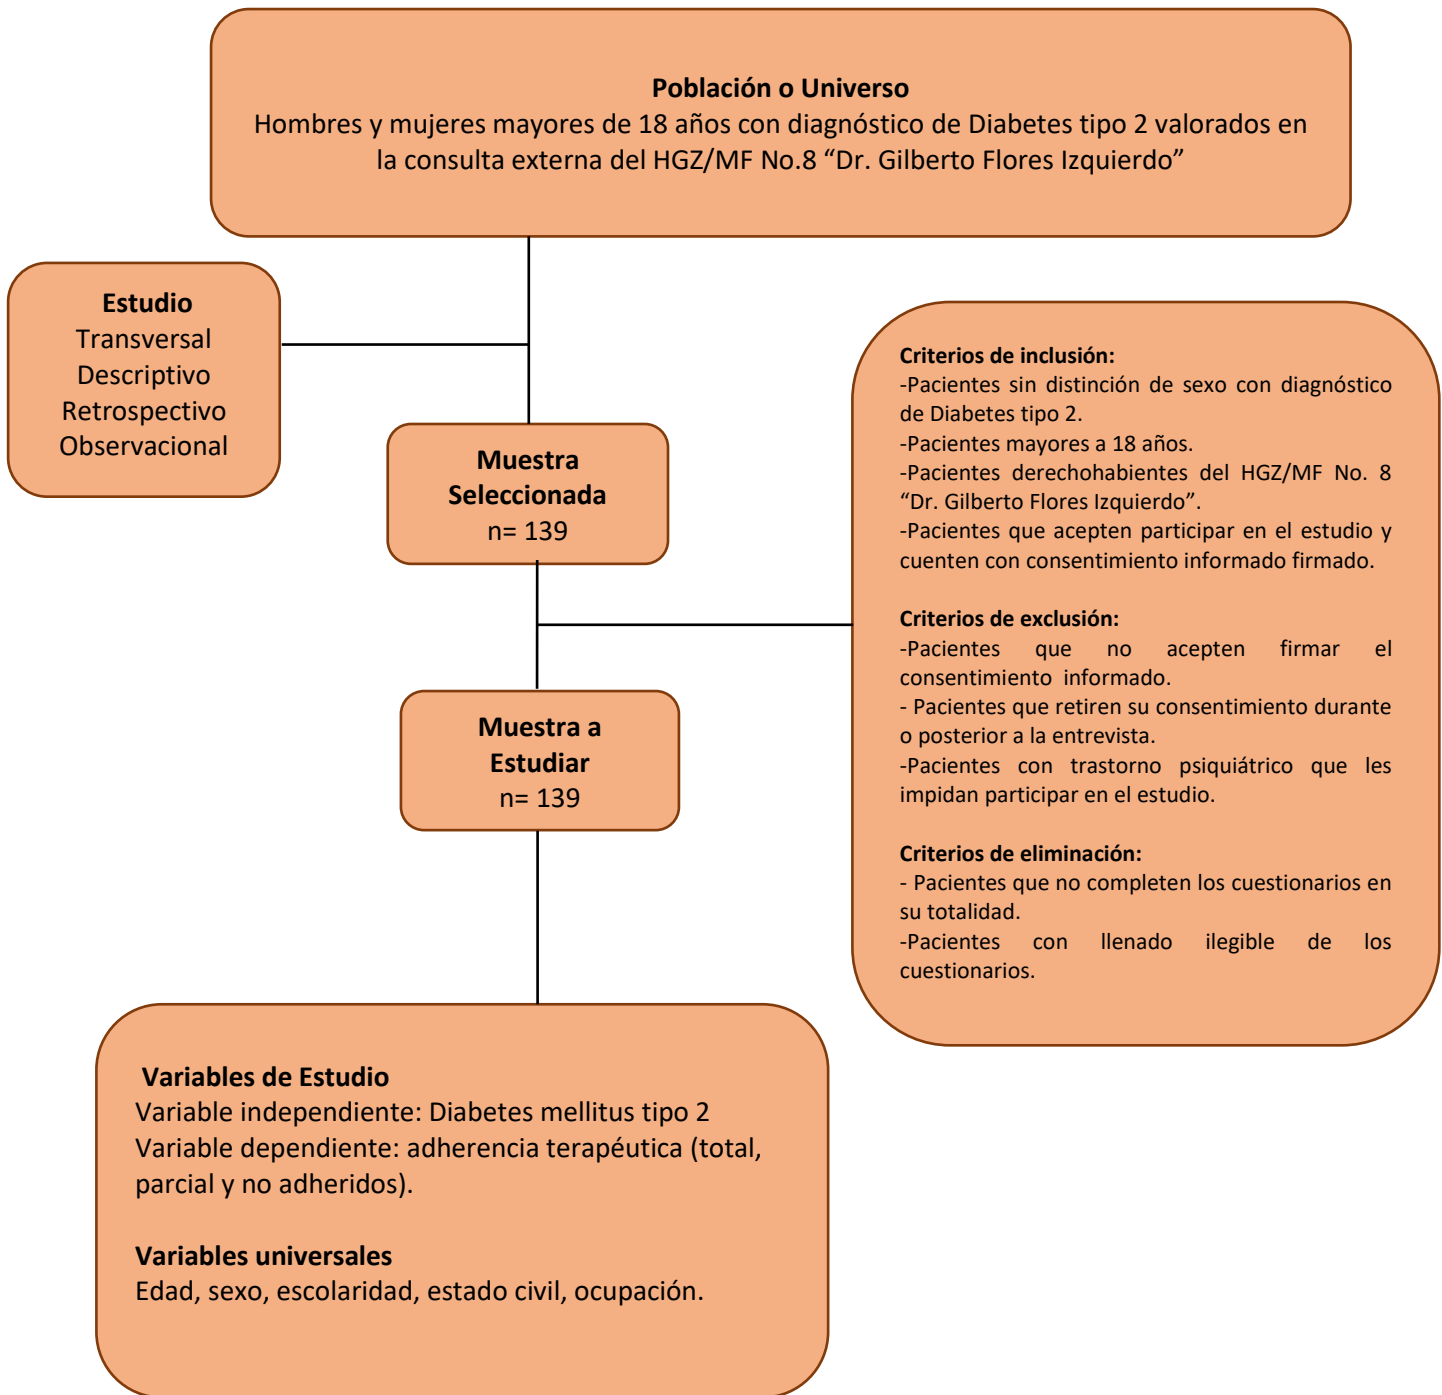 Población o Universo
Hombres y mujeres mayores de 18 años con diagnóstico de Diabetes tipo 2 valorados en
la consulta externa del HGZ/MF No.8 “Dr. Gilberto Flores Izquierdo”
Estudio
Transversal
Descriptivo
Retrospectivo
Observacional
Muestra
Seleccionada
n= 139
Criterios de inclusión:
-Pacientes sin distinción de sexo con diagnóstico
de Diabetes tipo 2.
-Pacientes mayores a 18 años.
-Pacientes derechohabientes del HGZ/MF No. 8
“Dr. Gilberto Flores Izquierdo”.
-Pacientes que acepten participar en el estudio y
cuenten con consentimiento informado firmado.
Criterios de exclusión:
-Pacientes que no acepten firmar el
consentimiento informado.
- Pacientes que retiren su consentimiento durante
o posterior a la entrevista.
-Pacientes con trastorno psiquiátrico que les
impidan participar en el estudio.
Criterios de eliminación:
- Pacientes que no completen los cuestionarios en
su totalidad.
-Pacientes con llenado ilegible de los
cuestionarios.
Muestra a
Estudiar
n= 139
Variables de Estudio
Variable independiente: Diabetes mellitus tipo 2
Variable dependiente: adherencia terapéutica (total,
parcial y no adheridos).
Variables universales
Edad, sexo, escolaridad, estado civil, ocupación.